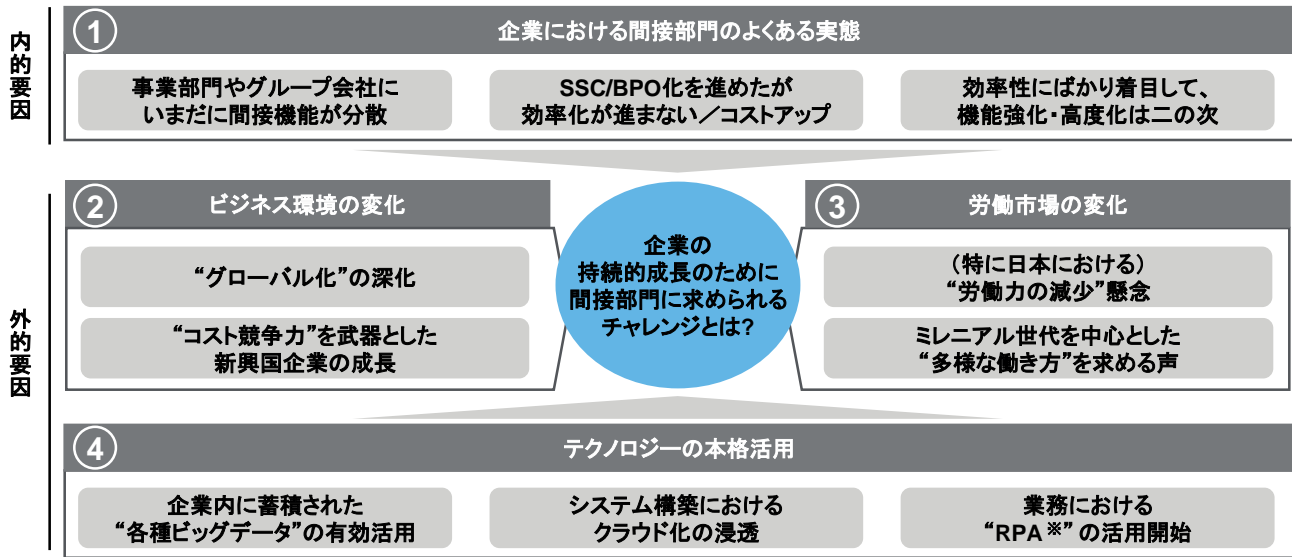 内的要因
① 企業における間接部門のよくある実態
事業部門やグループ会社に
いまだに間接機能が分散
SSC/BPO化を進めたが
効率化が進まない／コストアップ
効率性にばかり着目して、
機能強化・高度化は二の次
外的要因
② ビジネス環境の変化
“グローバル化”の深化
“コスト競争力”を武器とした
新興国企業の成長
企業の
持続的成長のために
間接部門に求められる
チャレンジとは?
③ 労働市場の変化
（特に日本における）
“労働力の減少”懸念
ミレニアル世代を中心とした
“多様な働き方”を求める声
④ テクノロジーの本格活用
企業内に蓄積された
“各種ビッグデータ”の有効活用
システム構築における
クラウド化の浸透
業務における
“RPA※”の活用開始